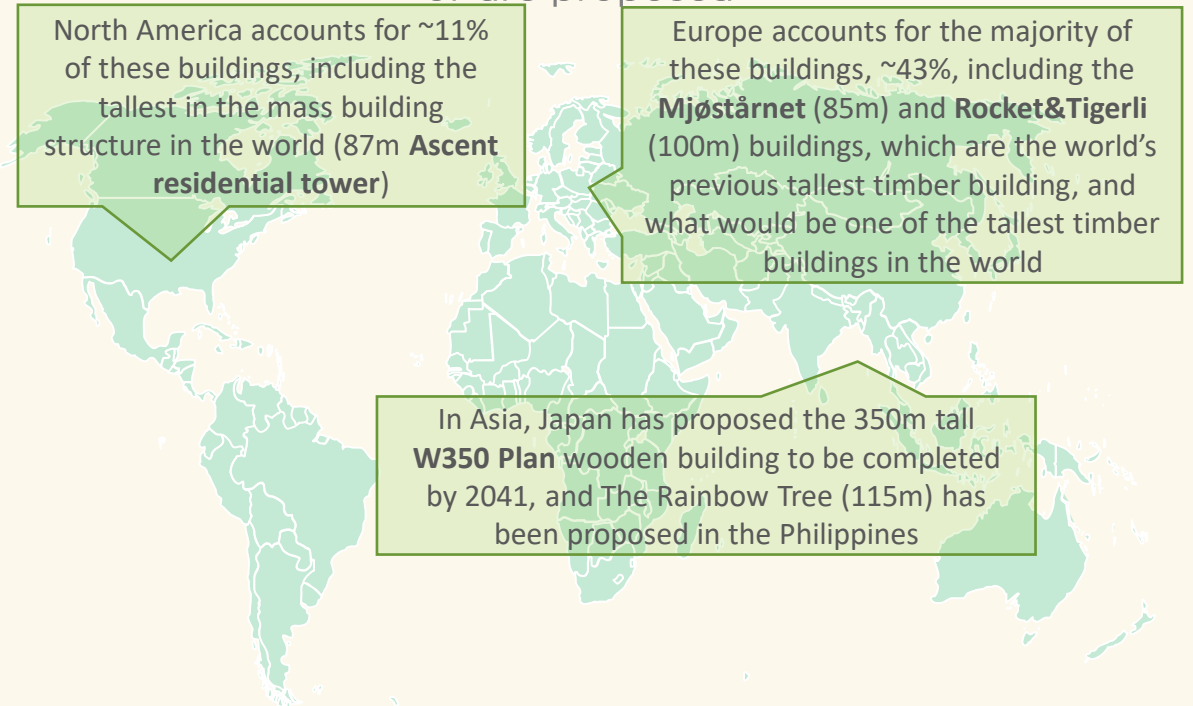 or are proposed
North America accounts for ~11%
of these buildings, including the
tallest in the mass building
structure in the world (87m Ascent
residential tower)
Europe accounts for the majority of
these buildings, ~43%, including the
Mjøstårnet (85m) and Rocket&Tigerli
(100m) buildings, which are the world's
previous tallest timber building, and
what would be one of the tallest timber
buildings in the world
In Asia, Japan has proposed the 350m tall
W350 Plan wooden building to be completed
by 2041, and The Rainbow Tree (115m) has
been proposed in the Philippines